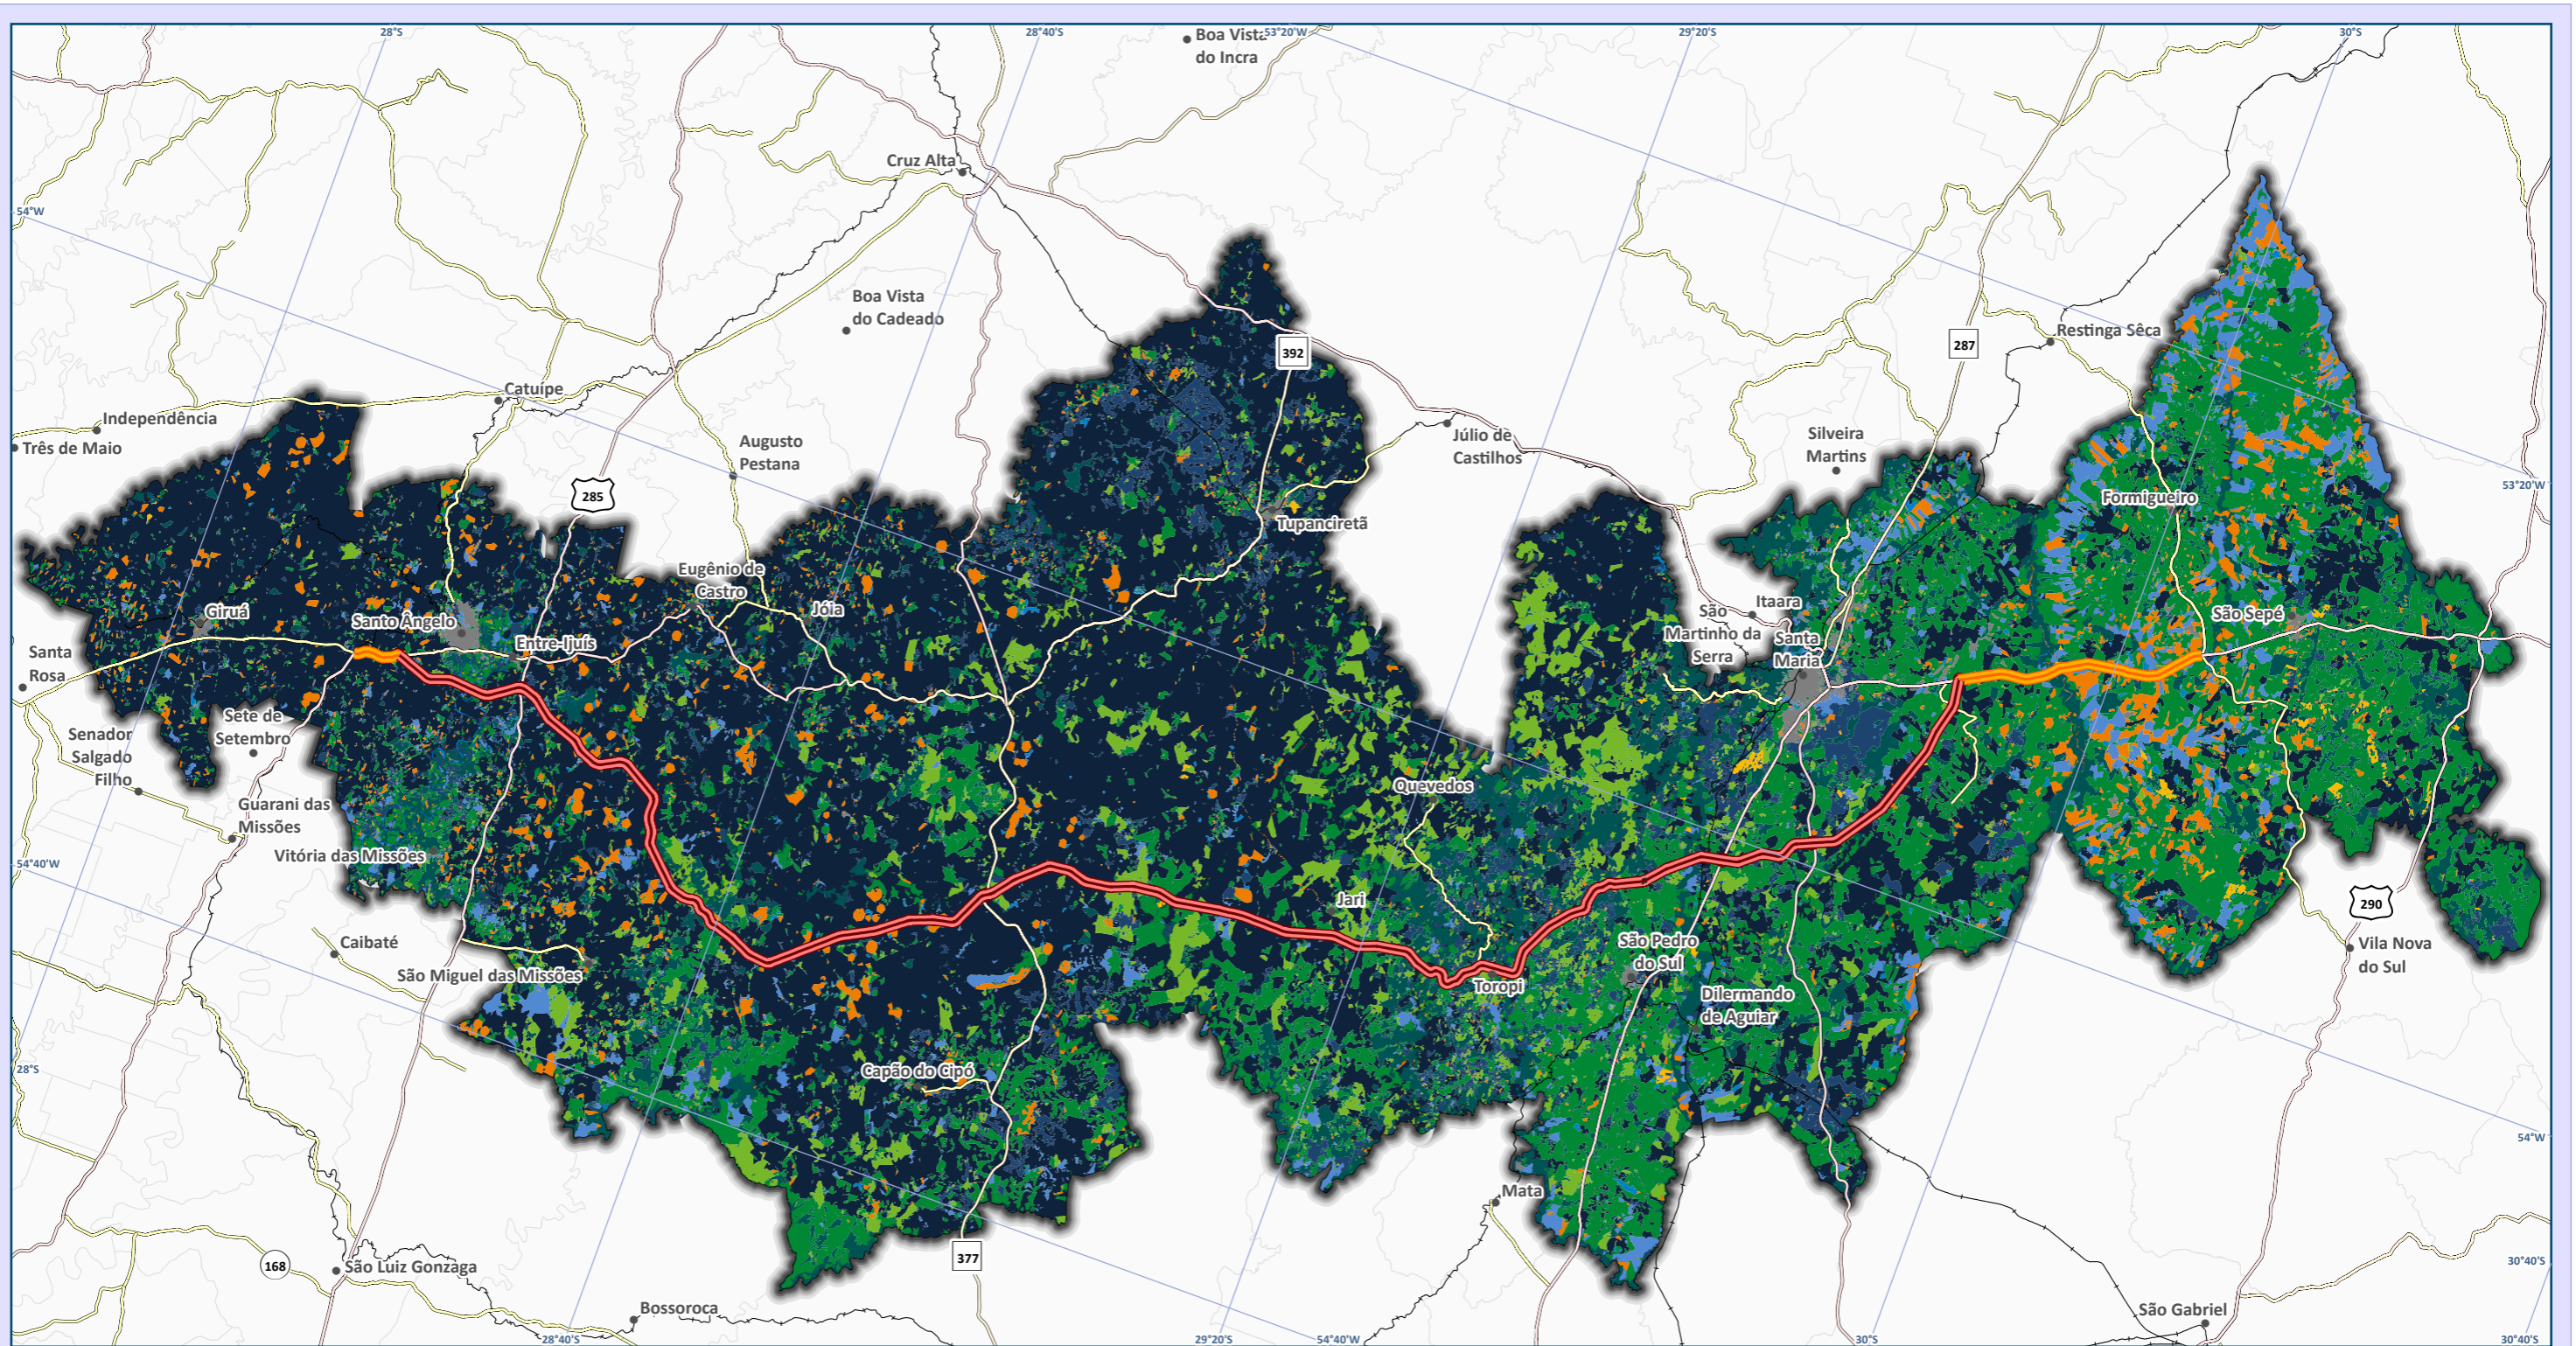 28°S
28°40'S
53°20'W
29°20'S
30°S
Boa Vista
do Incra
Cruz Alta
54°W
Boa Vista
do Cadeado
392
287
Restinga Sêca
Catuípe
Independência
Três de Maio
Augusto
Pestana
Júlio de
Castilhos
Silveira
Martins
53°20'W
285
Formigueiro
Tupanciretã
Eugênio de
Castro
Jóia
Giruá
Santo Ângelo
Entre-Ijuís
São
Martinho da
Serra
Itaara
Santa
Maria
São Sepé
Santa
Rosa
Sete de
Setembro
Senador
Salgado
Filho
Guarani das
Missões
Quevedos
Vitória das Missões
54°40'W
Jari
290
Caibaté
São Miguel das Missões
São Pedro
do Sul
Toropi
Dilermando
de Aguiar
Vila Nova
do Sul
28°S
Capão do Cipó
54°W
Mata
168
São Luiz Gonzaga
377
30°40'S
Bossoroca
São Gabriel
28°40'S
29°20'S
54°40'W
30°S
30°40'S